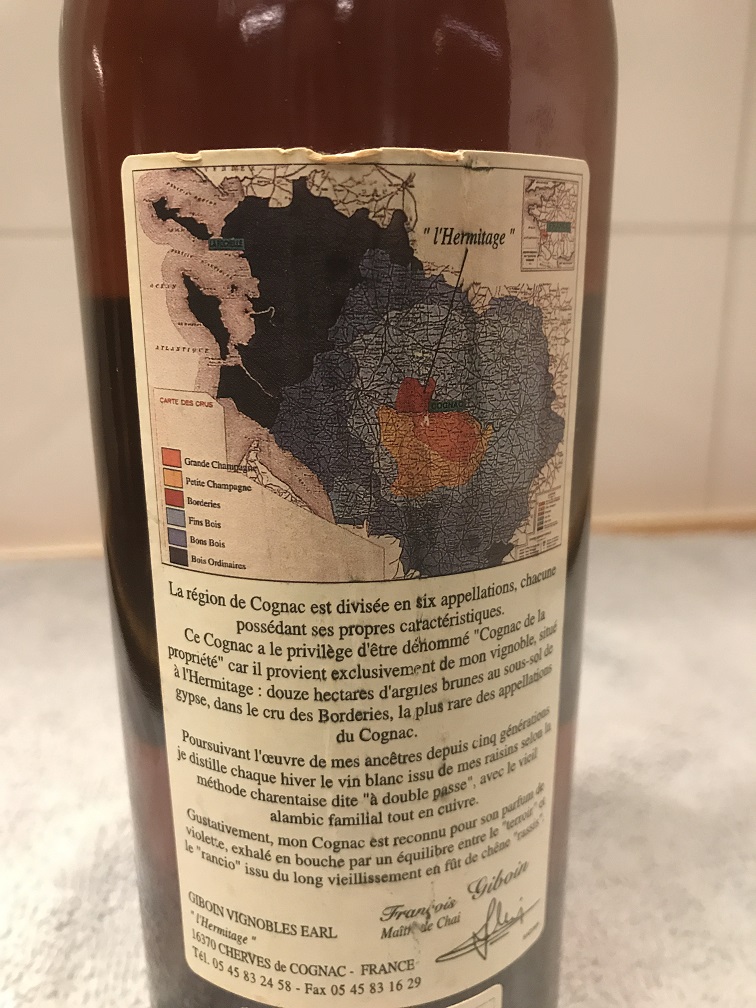 " l'Hermitage "
LA ROCHELLE
OCÉAN
ATLANTIQUE
COGNAC
CARTE DES CRUS
Grande Champagne
Petite Champagne
Borderies
Fins Bois
Bons Bois
Bois Ordinaires
La région de Cognac est divisée en six appellations, chacune
possédant ses propres caractéristiques.
Ce Cognac a le privilège d'être dénommé "Cognac de la
propriété" car il provient exclusivement de mon vignoble, situé
à l'Hermitage : douze hectares d'argiles brunes au sous-sol de
gypse, dans le cru des Borderies, la plus rare des appellations
du Cognac.
Poursuivant l'œuvre de mes ancêtres depuis cinq générations
je distille chaque hiver le vin blanc issu de mes raisins selon la
méthode charentaise dite "à double passe", avec le vieil
alambic familial tout en cuivre.
Gustativement, mon Cognac est reconnu pour son parfum de
violette, exhalé en bouche par un équilibre entre le "terroir" et
le "rancio" issu du long vieillissement en fût de chêne "rassis".
François Giboin
Maître de Chai
GIBOIN VIGNOBLES EARL
" l'Hermitage "
16370 CHERVES de COGNAC - FRANCE
Tél. 05 45 83 24 58 - Fax 05 45 83 16 29